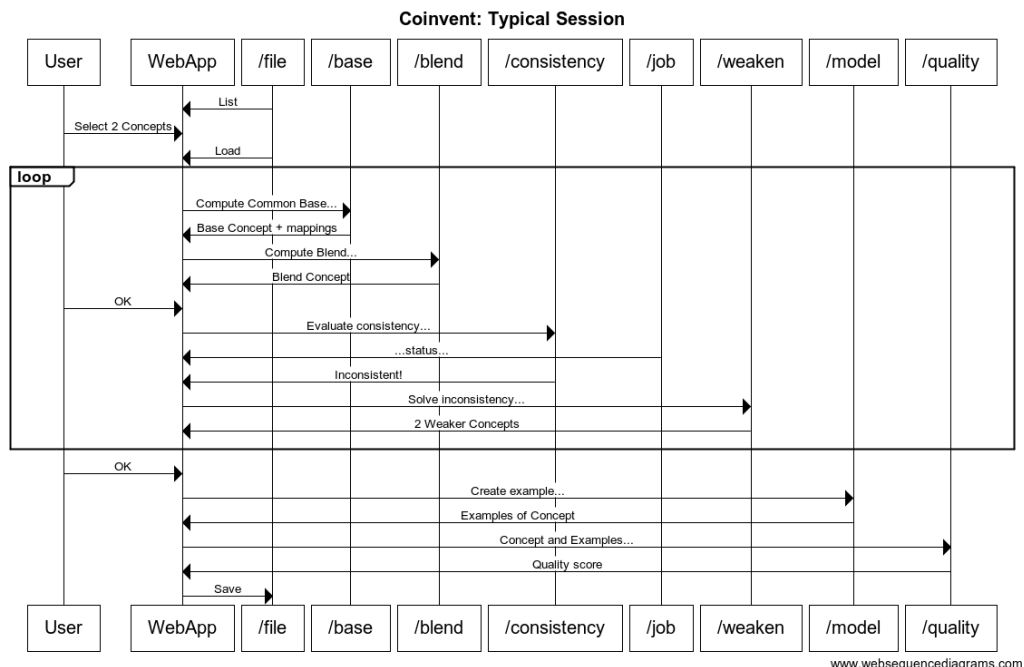 Coinvent: Typical Session
User WebApp /file /base /blend /consistency /job /weaken /model /quality
List
Select 2 Concepts
Load
loop
Compute Common Base...
Base Concept + mappings
Compute Blend...
Blend Concept
OK
Evaluate consistency...
...status...
Inconsistent!
Solve inconsistency...
2 Weaker Concepts
OK
Create example...
Examples of Concept
Concept and Examples...
Quality score
Save
User WebApp /file /base /blend /consistency /job /weaken /model /quality
www.websequencediagrams.com